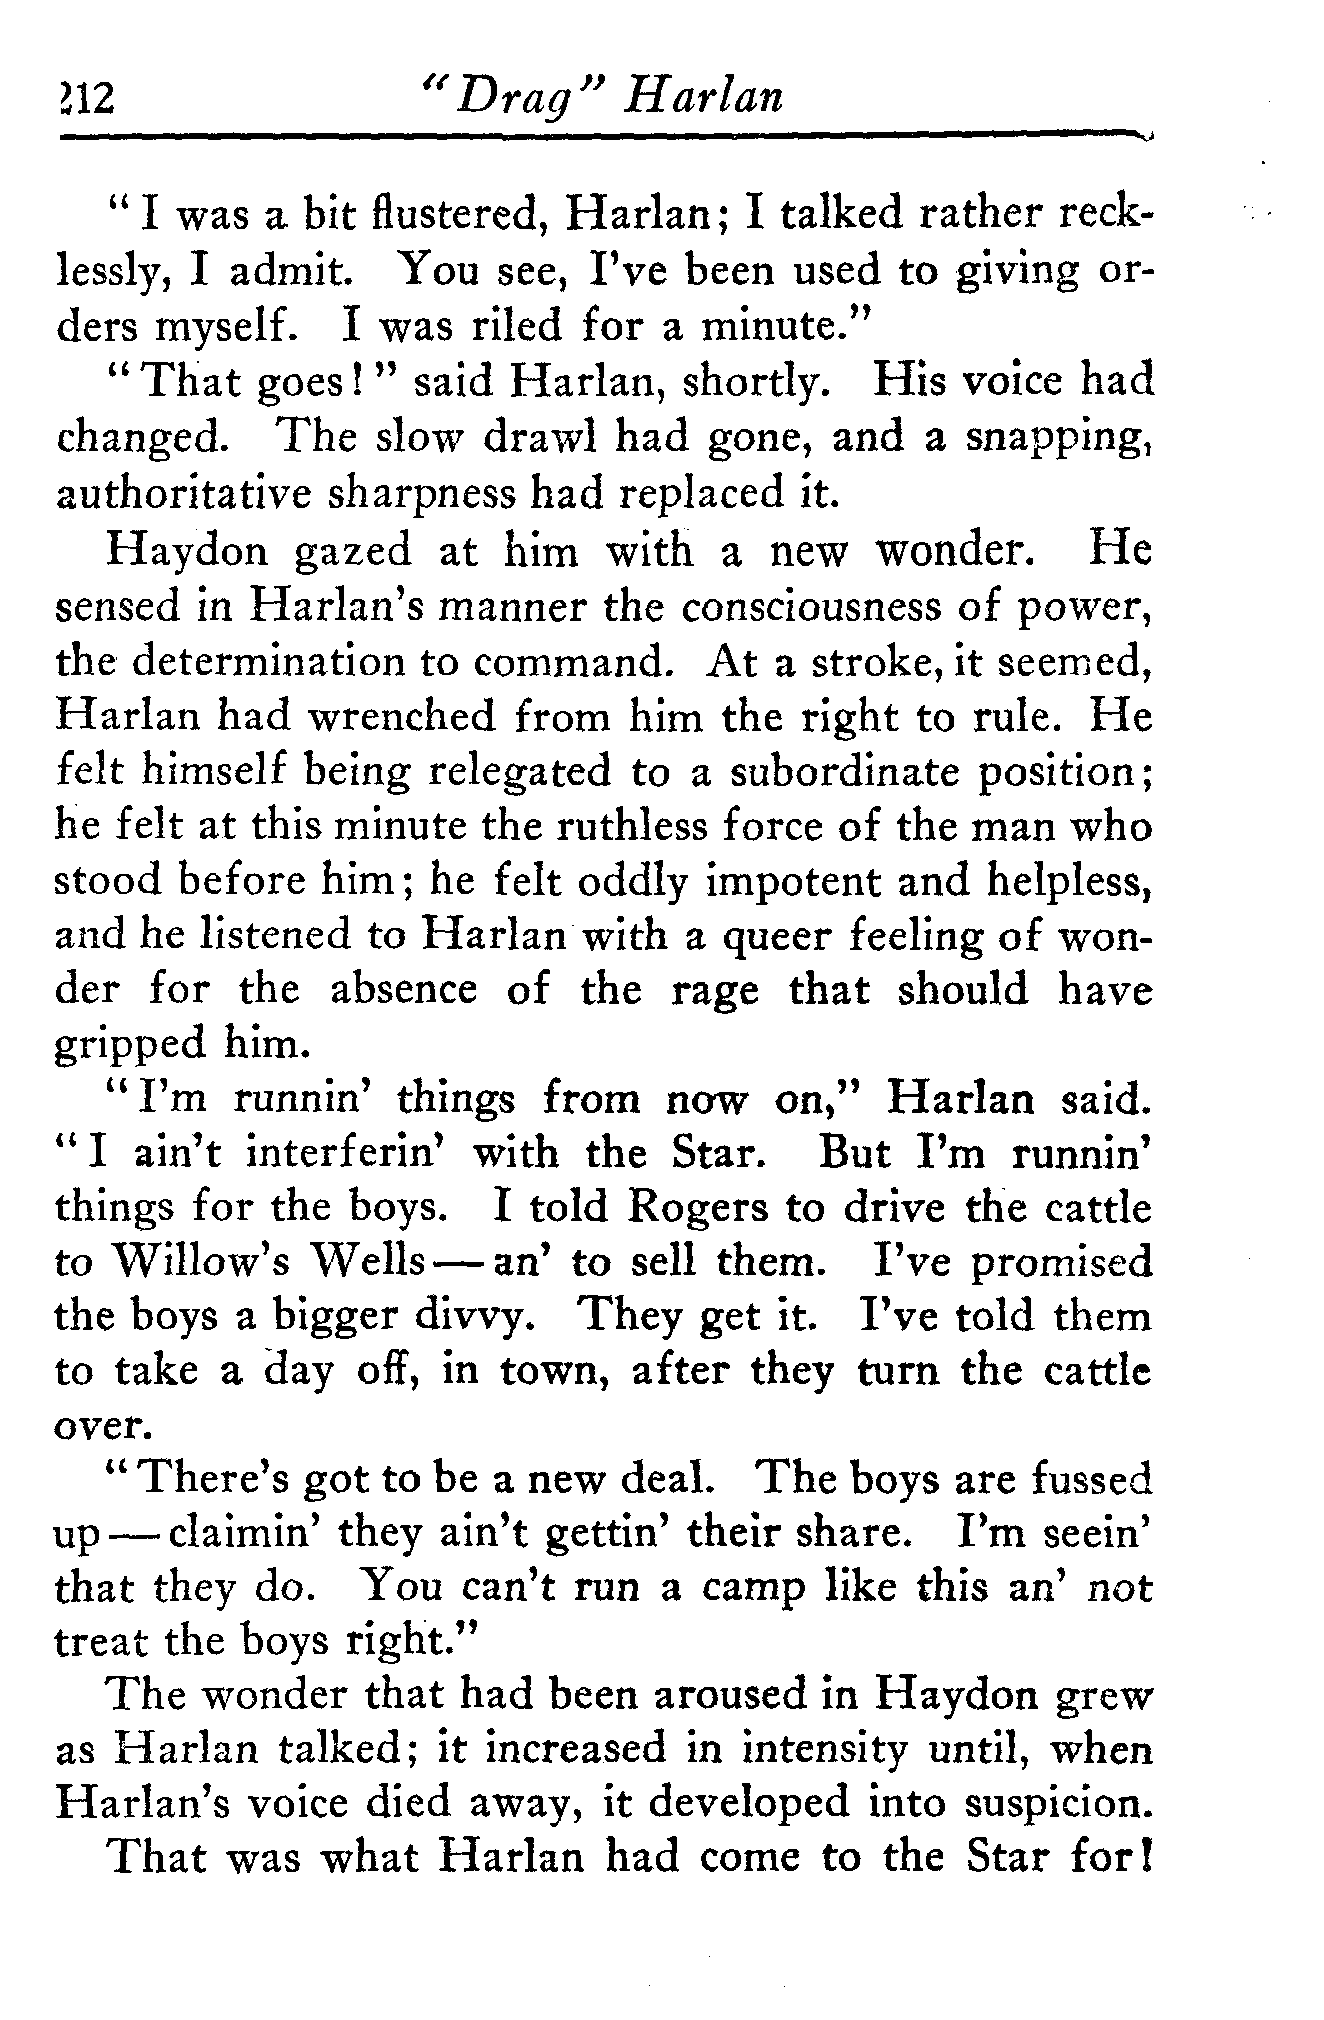 212 "Drag" Harlan
"I was a bit flustered, Harlan; I talked rather reck-
lessly, I admit. You see, I've been used to giving or-
ders myself. I was riled for a minute."
"That goes!" said Harlan, shortly. His voice had
changed. The slow drawl had gone, and a snapping,
authoritative sharpness had replaced it.
Haydon gazed at him with a new wonder. He
sensed in Harlan's manner the consciousness of power,
the determination to command. At a stroke, it seemed,
Harlan had wrenched from him the right to rule. He
felt himself being relegated to a subordinate position;
he felt at this minute the ruthless force of the man who
stood before him; he felt oddly impotent and helpless,
and he listened to Harlan with a queer feeling of won-
der for the absence of the rage that should have
gripped him.
"I'm runnin' things from now on," Harlan said.
"I ain't interferin' with the Star. But I'm runnin'
things for the boys. I told Rogers to drive the cattle
to Willow's Wells—an' to sell them. I've promised
the boys a bigger divvy. They get it. I've told them
to take a day off, in town, after they turn the cattle
over.
"There's got to be a new deal. The boys are fussed
up—claimin' they ain't gettin' their share. I'm seein'
that they do. You can't run a camp like this an' not
treat the boys right."
The wonder that had been aroused in Haydon grew
as Harlan talked; it increased in intensity until, when
Harlan's voice died away, it developed into suspicion.
That was what Harlan had come to the Star for!